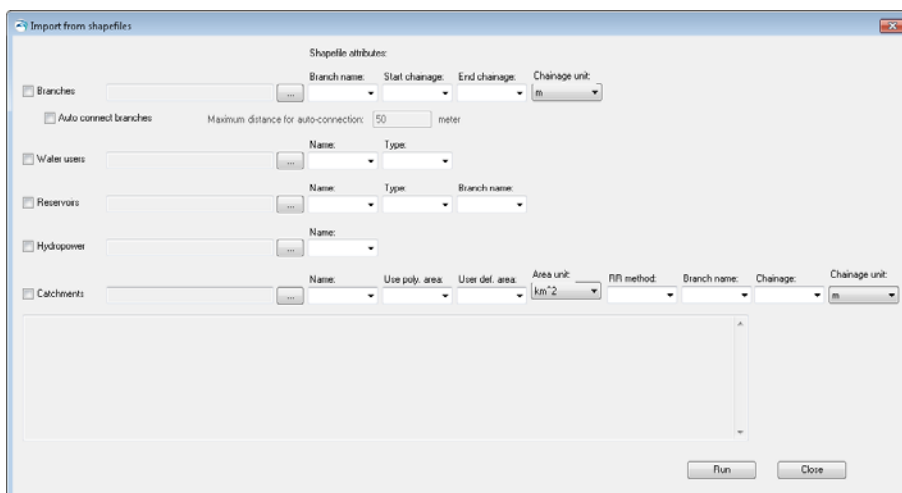 Import from shapefiles
Shapefile attributes:
Branch name: Start chainage: End chainage: Chainage unit:
Branches ... m
Auto connect branches Maximum distance for auto-connection: 50 meter
Name: Type:
Water users ...
Name: Type: Branch name:
Reservoirs ...
Name:
Hydropower ...
Name: Use poly. area: User def. area: Area unit: RR method: Branch name: Chainage: Chainage unit:
Catchments ... km^2 m
Run Close